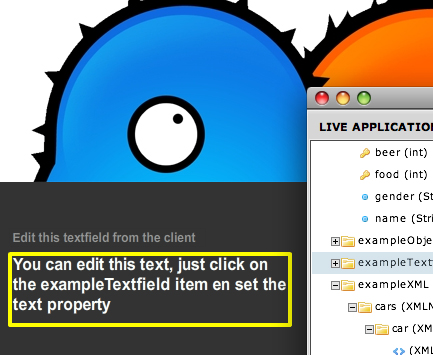 Edit this textfield from the client
You can edit this text, just click on
the exampleTextfield item en set the
text property
LIVE APPLICATIO
beer (int)
food (int)
gender (St
name (Stri
exampleObje
exampleText
exampleXML
cars (XMLN
car (XM
(XML